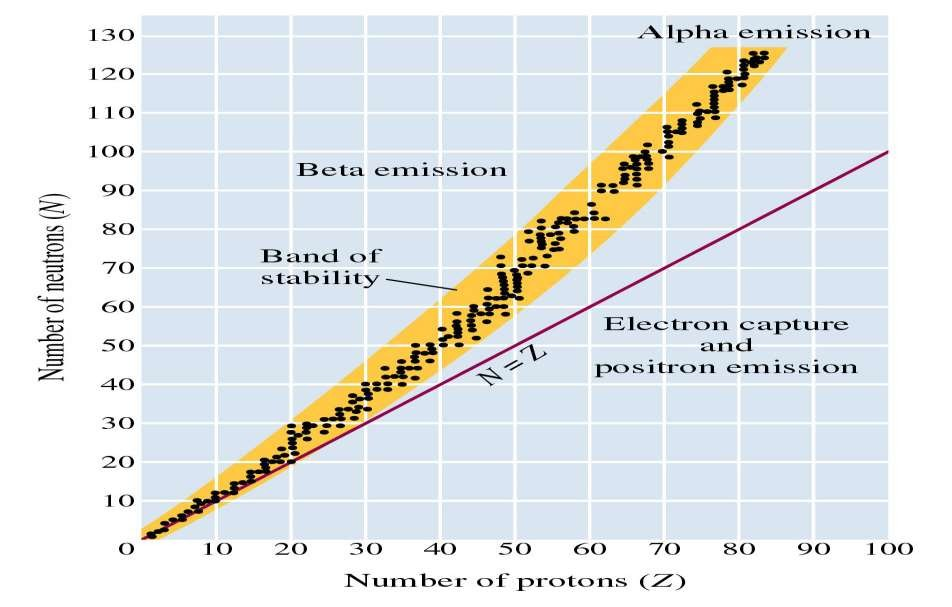 Alpha emission
130
120
110
100
90
80
70
60
50
40
30
20
10
Number of neutrons (N)
Beta emission
Band of
stability
N = Z
Electron capture
and
positron emission
0 10 20 30 40 50 60 70 80 90 100
Number of protons (Z)